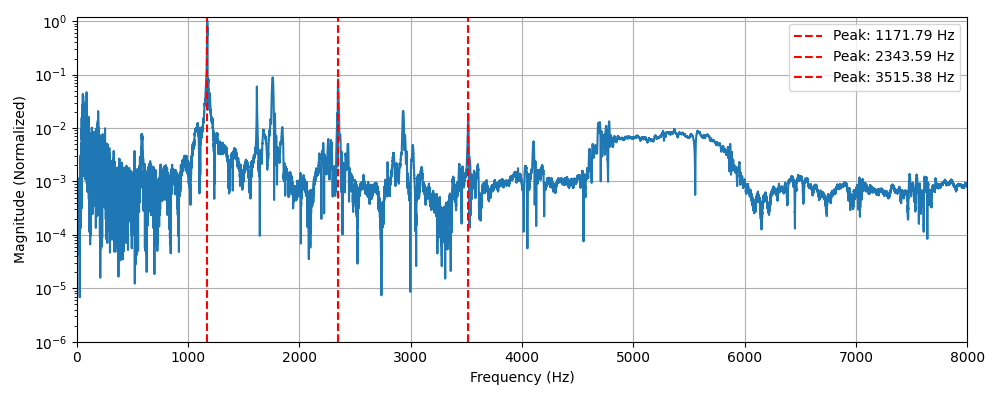 Magnitude (Normalized)
10⁰
10⁻¹
10⁻²
10⁻³
10⁻⁴
10⁻⁵
10⁻⁶
Peak: 1171.79 Hz
Peak: 2343.59 Hz
Peak: 3515.38 Hz
0 1000 2000 3000 4000 5000 6000 7000 8000
Frequency (Hz)